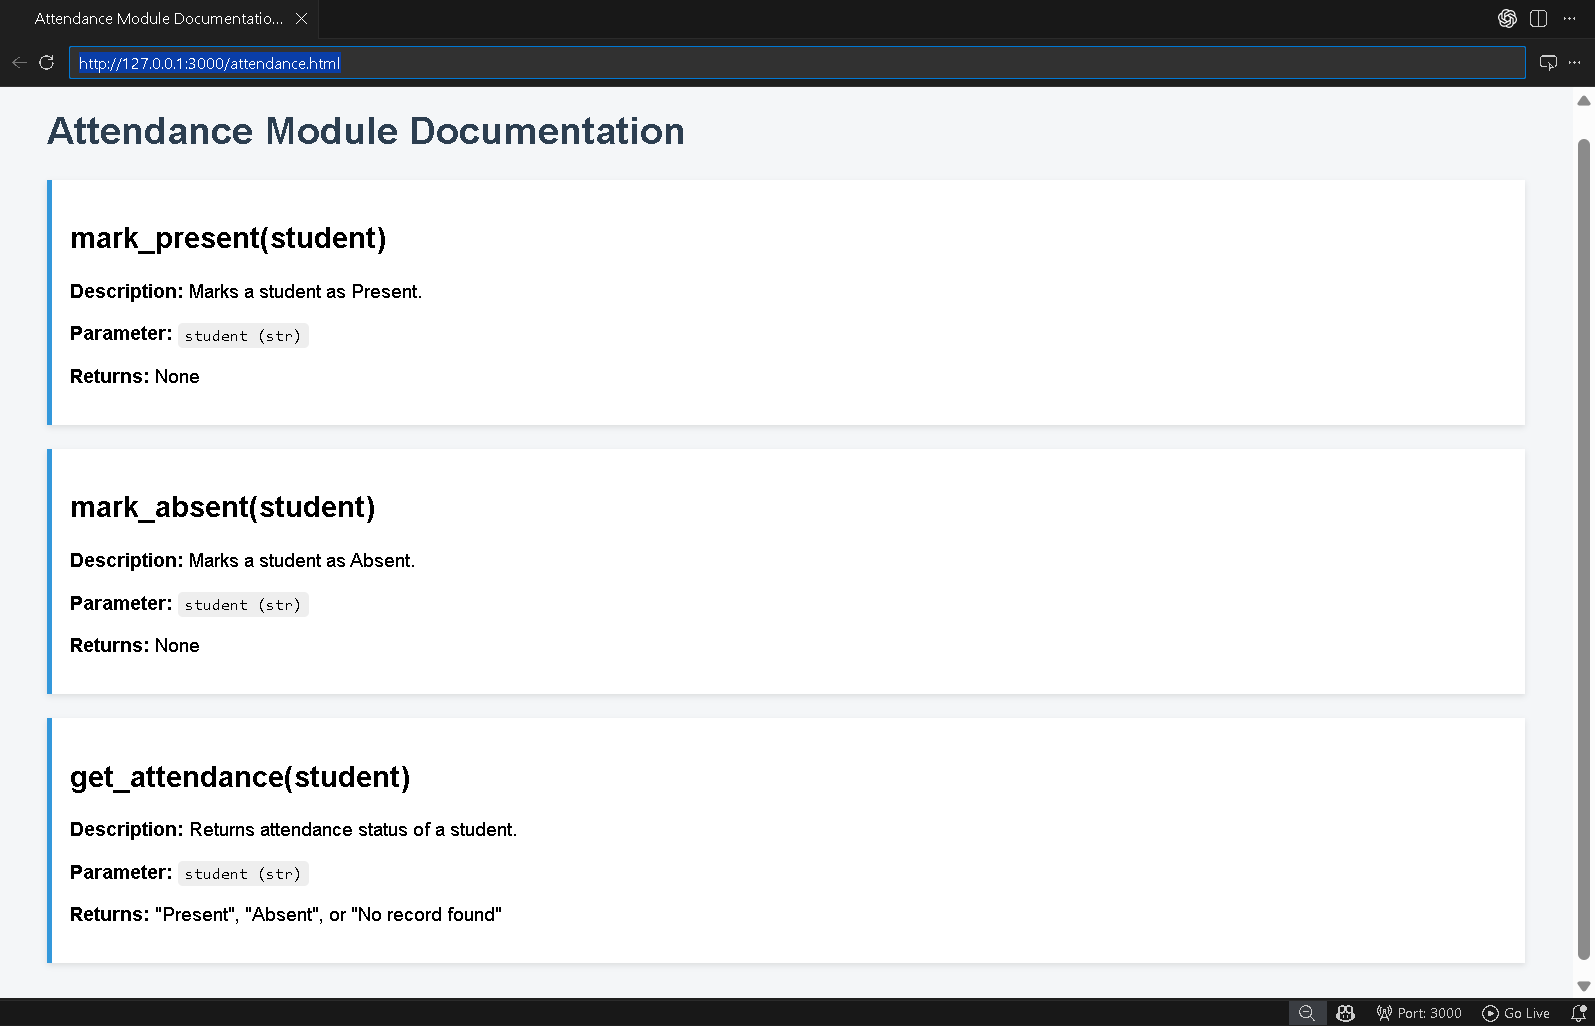 Attendance Module Documentatio...
http://127.0.0.1:3000/attendance.html
Attendance Module Documentation
mark_present(student)
Description: Marks a student as Present.
Parameter: student (str)
Returns: None
mark_absent(student)
Description: Marks a student as Absent.
Parameter: student (str)
Returns: None
get_attendance(student)
Description: Returns attendance status of a student.
Parameter: student (str)
Returns: "Present", "Absent", or "No record found"
Port: 3000 Go Live